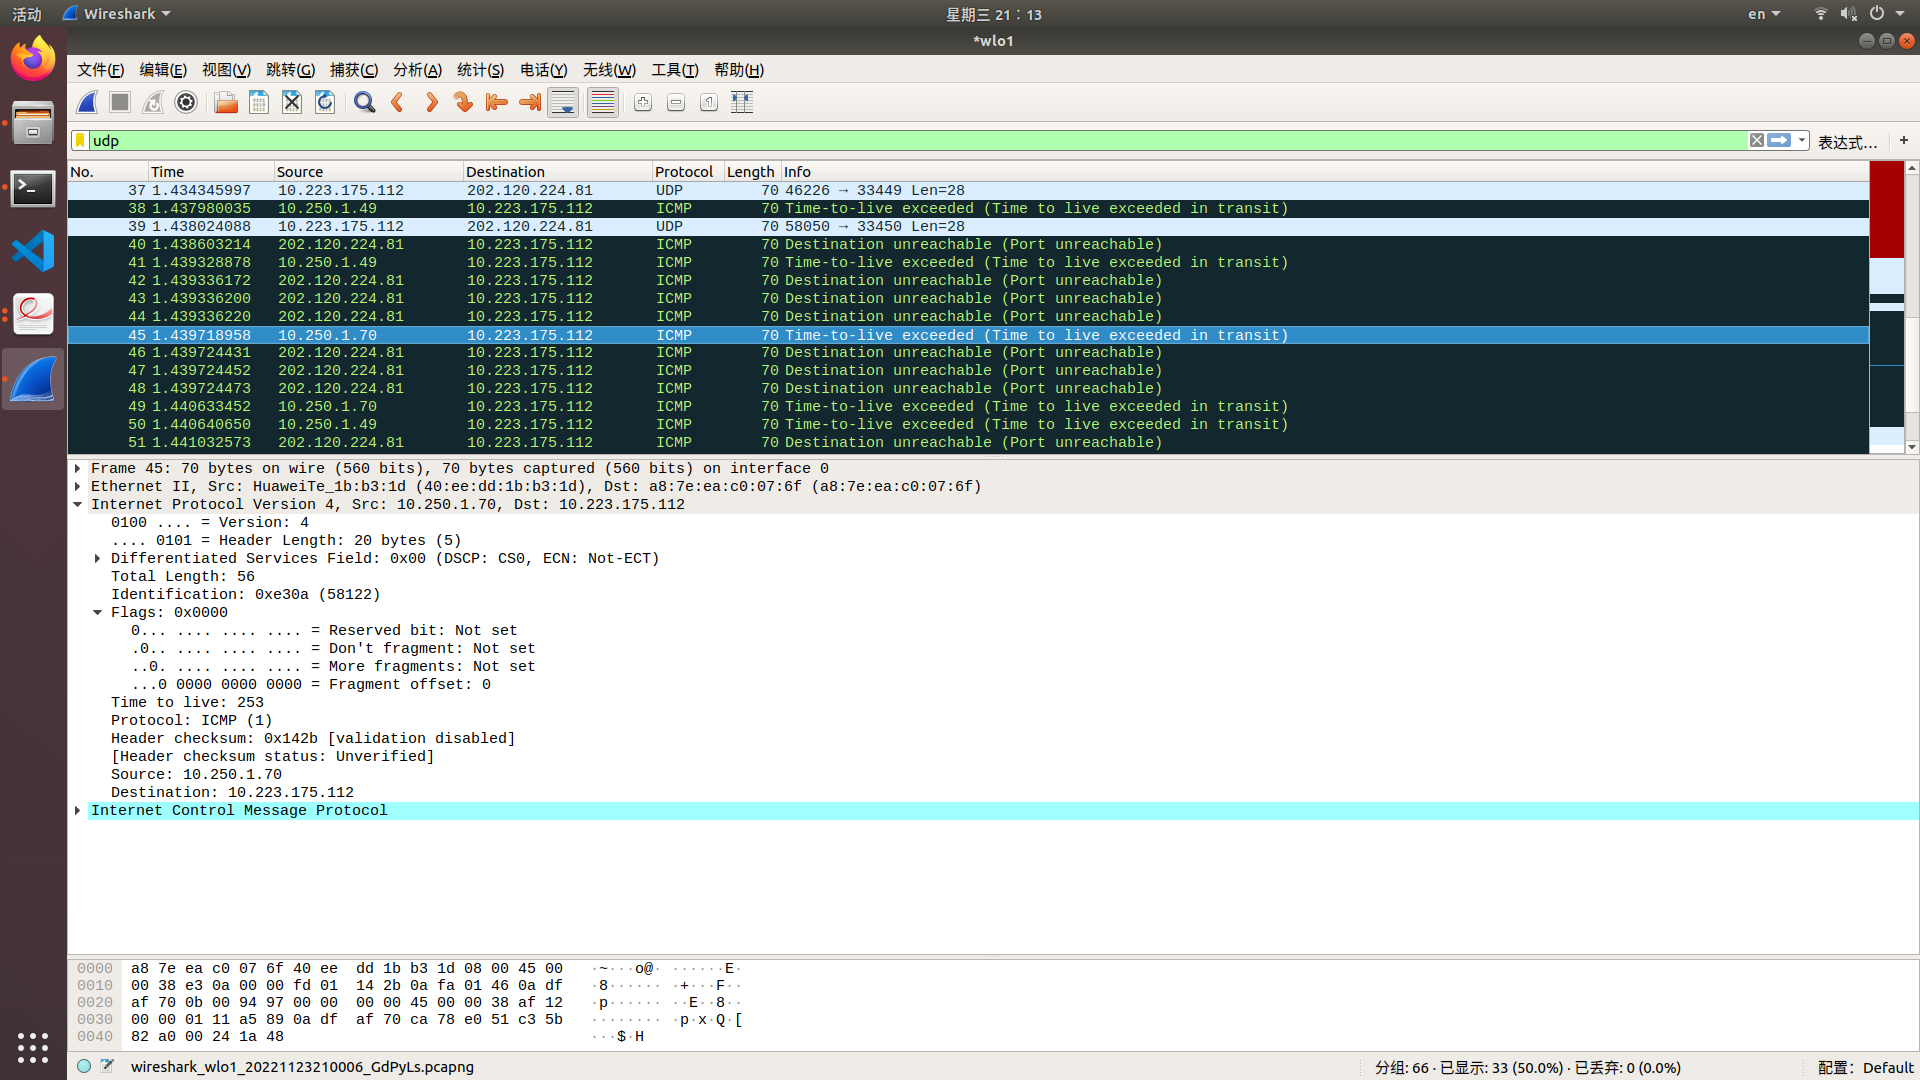 活动 Wireshark 星期三 21：13 en
*wlo1
文件(F) 编辑(E) 视图(V) 跳转(G) 捕获(C) 分析(A) 统计(S) 电话(Y) 无线(W) 工具(T) 帮助(H)
udp 表达式… +
No. Time Source Destination Protocol Length Info
37 1.434345997 10.223.175.112 202.120.224.81 UDP 70 46226 → 33449 Len=28
38 1.437980035 10.250.1.49 10.223.175.112 ICMP 70 Time-to-live exceeded (Time to live exceeded in transit)
39 1.438024088 10.223.175.112 202.120.224.81 UDP 70 58050 → 33450 Len=28
40 1.438603214 202.120.224.81 10.223.175.112 ICMP 70 Destination unreachable (Port unreachable)
41 1.439328878 10.250.1.49 10.223.175.112 ICMP 70 Time-to-live exceeded (Time to live exceeded in transit)
42 1.439336172 202.120.224.81 10.223.175.112 ICMP 70 Destination unreachable (Port unreachable)
43 1.439336200 202.120.224.81 10.223.175.112 ICMP 70 Destination unreachable (Port unreachable)
44 1.439336220 202.120.224.81 10.223.175.112 ICMP 70 Destination unreachable (Port unreachable)
45 1.439718958 10.250.1.70 10.223.175.112 ICMP 70 Time-to-live exceeded (Time to live exceeded in transit)
46 1.439724431 202.120.224.81 10.223.175.112 ICMP 70 Destination unreachable (Port unreachable)
47 1.439724452 202.120.224.81 10.223.175.112 ICMP 70 Destination unreachable (Port unreachable)
48 1.439724473 202.120.224.81 10.223.175.112 ICMP 70 Destination unreachable (Port unreachable)
49 1.440633452 10.250.1.70 10.223.175.112 ICMP 70 Time-to-live exceeded (Time to live exceeded in transit)
50 1.440640650 10.250.1.49 10.223.175.112 ICMP 70 Time-to-live exceeded (Time to live exceeded in transit)
51 1.441032573 202.120.224.81 10.223.175.112 ICMP 70 Destination unreachable (Port unreachable)
Frame 45: 70 bytes on wire (560 bits), 70 bytes captured (560 bits) on interface 0
Ethernet II, Src: HuaweiTe_1b:b3:1d (40:ee:dd:1b:b3:1d), Dst: a8:7e:ea:c0:07:6f (a8:7e:ea:c0:07:6f)
Internet Protocol Version 4, Src: 10.250.1.70, Dst: 10.223.175.112
0100 .... = Version: 4
.... 0101 = Header Length: 20 bytes (5)
Differentiated Services Field: 0x00 (DSCP: CS0, ECN: Not-ECT)
Total Length: 56
Identification: 0xe30a (58122)
Flags: 0x0000
0... .... .... .... = Reserved bit: Not set
.0.. .... .... .... = Don't fragment: Not set
..0. .... .... .... = More fragments: Not set
...0 0000 0000 0000 = Fragment offset: 0
Time to live: 253
Protocol: ICMP (1)
Header checksum: 0x142b [validation disabled]
[Header checksum status: Unverified]
Source: 10.250.1.70
Destination: 10.223.175.112
Internet Control Message Protocol
0000 a8 7e ea c0 07 6f 40 ee dd 1b b3 1d 08 00 45 00 ·~···o@· ······E·
0010 00 38 e3 0a 00 00 fd 01 14 2b 0a fa 01 46 0a df ·8······ ·+···F··
0020 af 70 0b 00 94 97 00 00 00 00 45 00 00 38 af 12 ·p······ ··E··8··
0030 00 00 01 11 a5 89 0a df af 70 ca 78 e0 51 c3 5b ········ ·p·x·Q·[
0040 82 a0 00 24 1a 48 ···$·H
wireshark_wlo1_20221123210006_GdPyLs.pcapng 分组: 66 · 已显示: 33 (50.0%) · 已丢弃: 0 (0.0%) 配置： Default